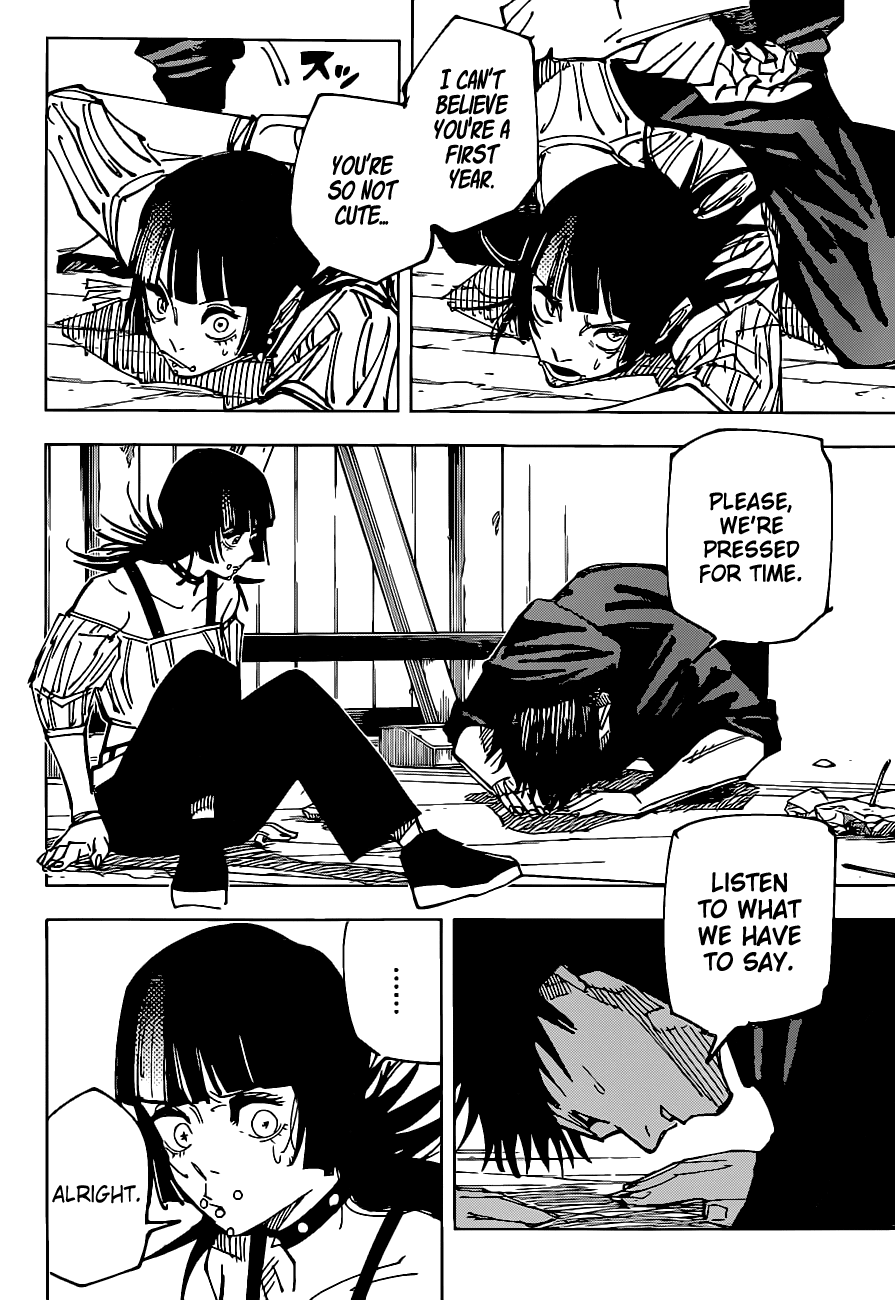 I CAN'T
BELIEVE
YOU'RE A
FIRST
YEAR.
YOU'RE
SO NOT
CUTE...
スッ
PLEASE,
WE'RE
PRESSED
FOR TIME.
LISTEN
TO WHAT
WE HAVE
TO SAY.
......
ALRIGHT.